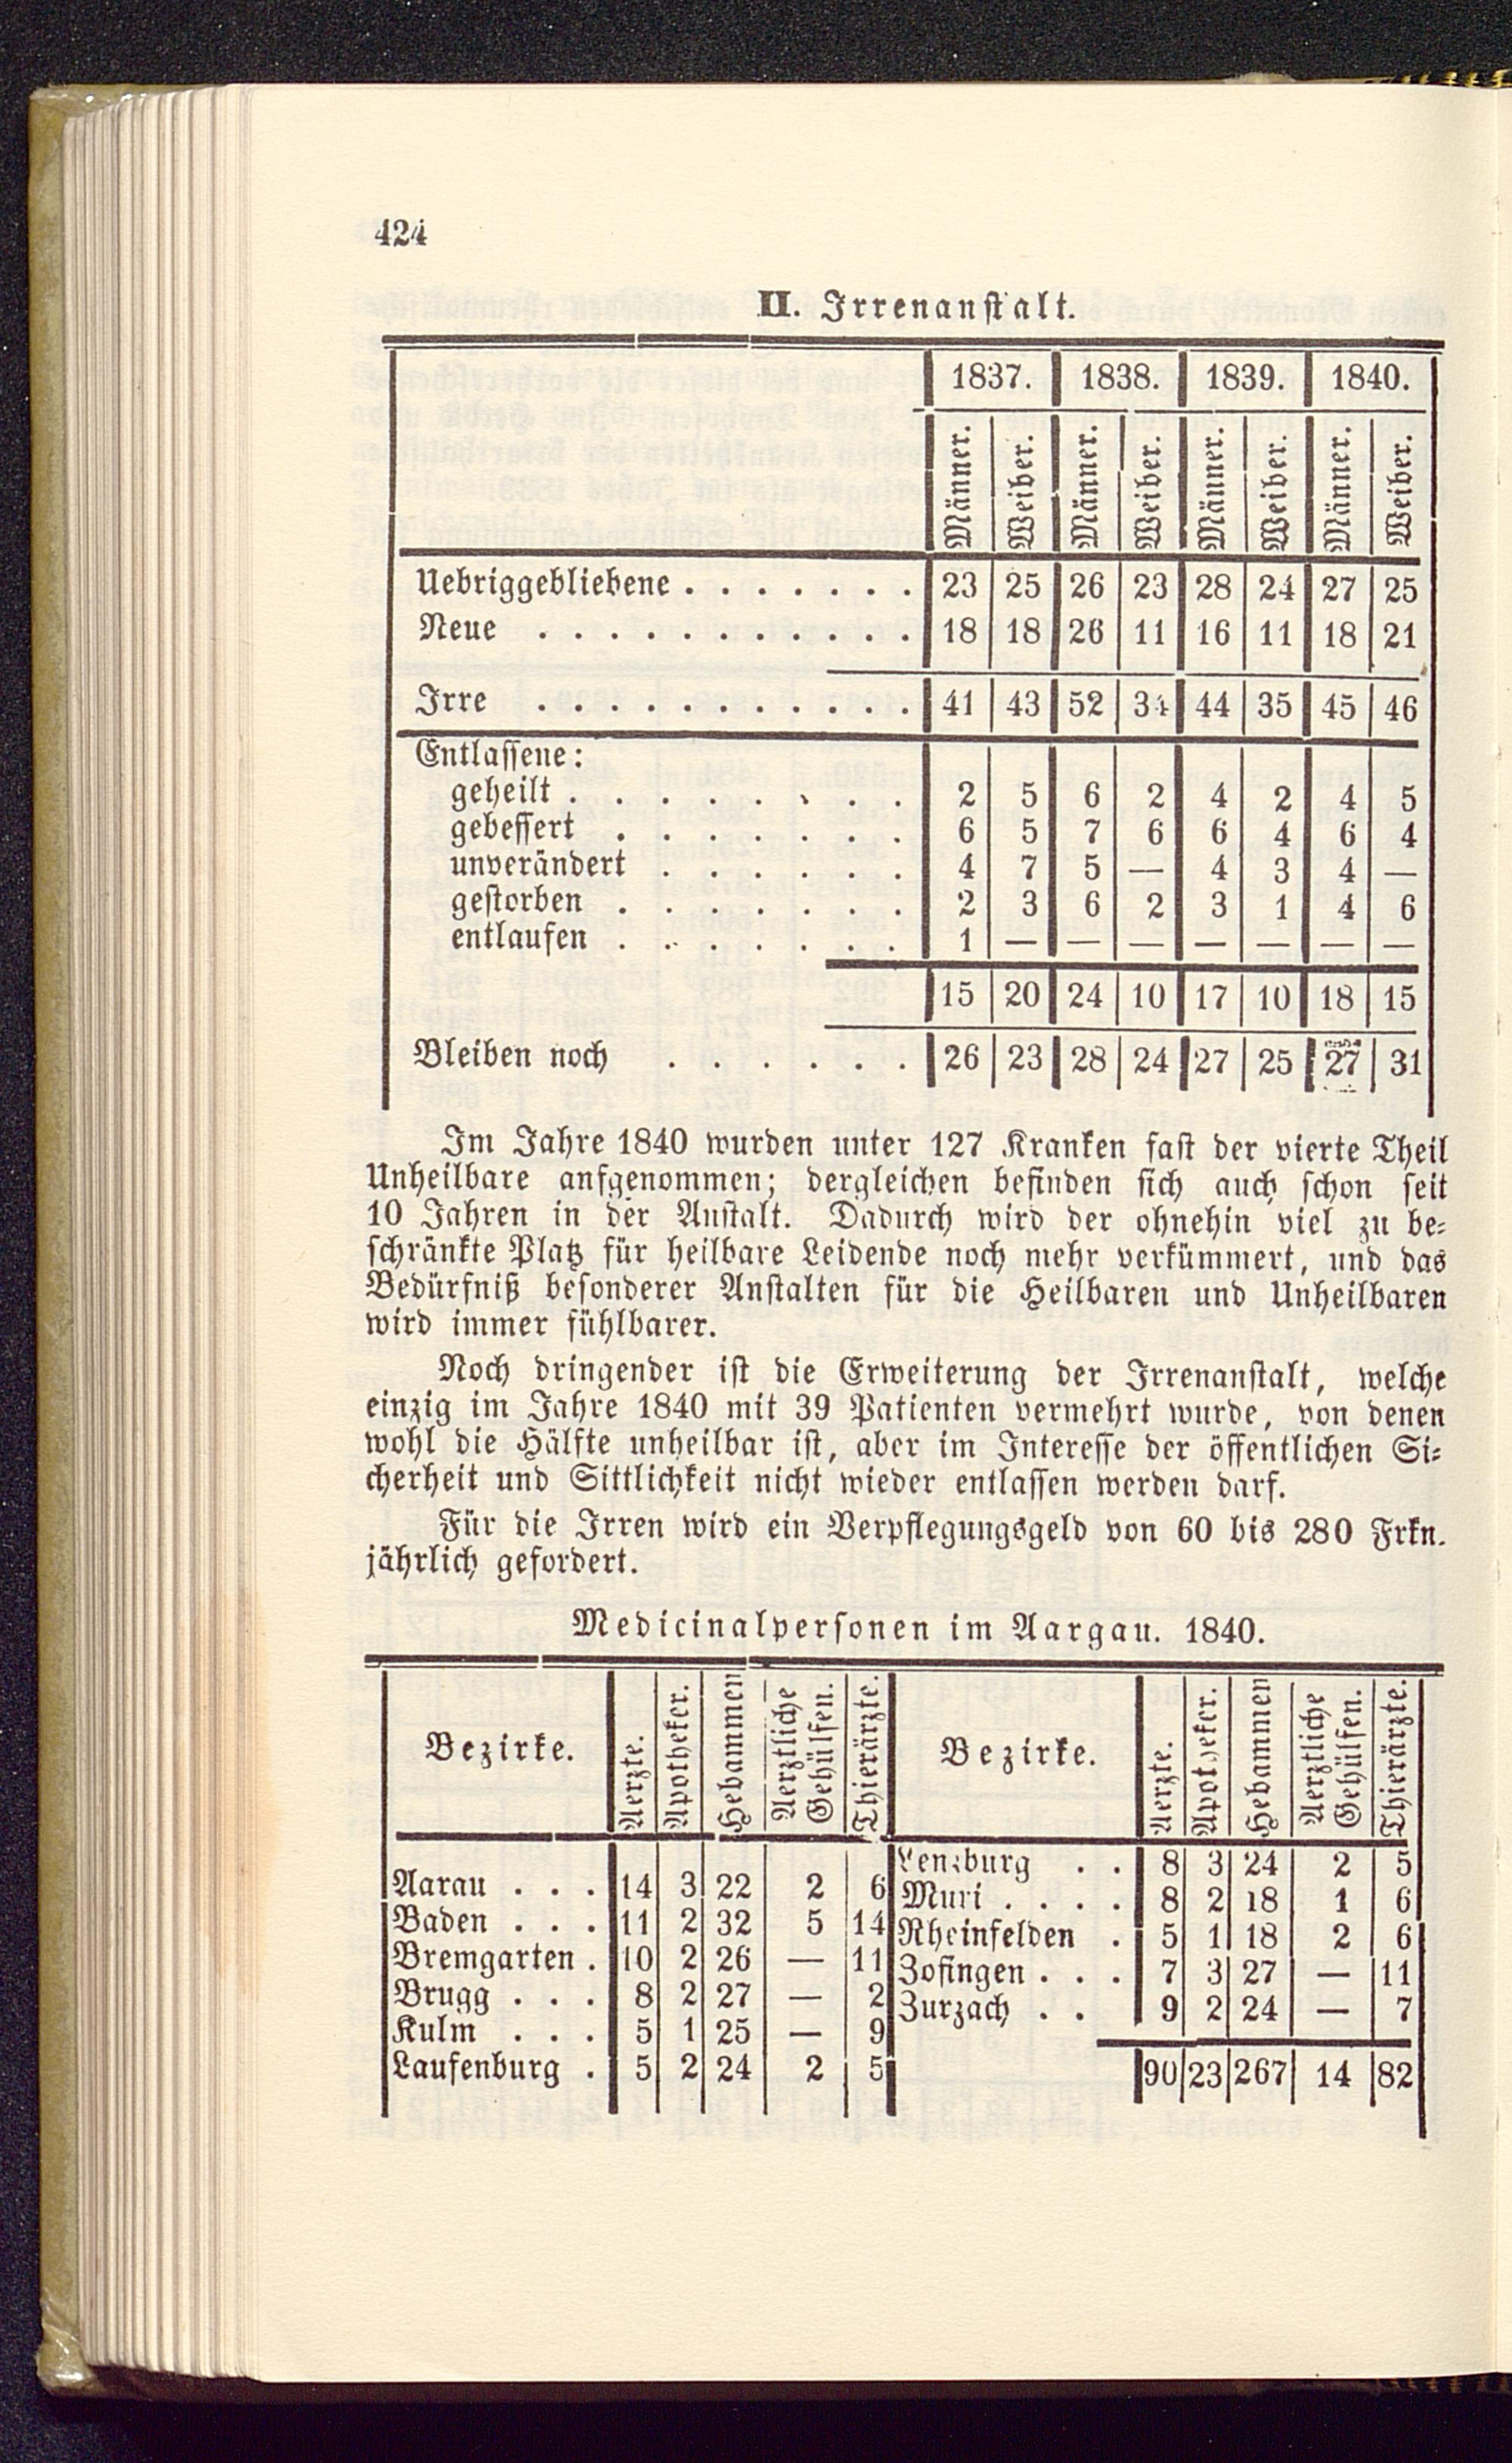 424
II. Irrenanstalt.
1837. 1838. 1839. 1840.
Männer. Weiber. Männer. Weiber. Männer. Weiber. Männer. Weiber.
Uebriggebliebene . . . . . . . 23 25 26 23 28 24 27 25
Neue . . . . . . . . . . . 18 18 26 11 16 11 18 21
Irre . . . . . . . . . . . 41 43 52 34 44 35 45 46
Entlassene:
geheilt . . . . . . . . 2 5 6 2 4 2 4 5
gebessert . . . . . . . 6 5 7 6 6 4 6 4
unverändert . . . . . . 4 7 5 — 4 3 4 —
gestorben . . . . . . . 2 3 6 2 3 1 4 6
entlaufen . . . . . . . 1 — — — — — — —
15 20 24 10 17 10 18 15
Bleiben noch . . . . . . 26 23 28 24 27 25 27 31
Im Jahre 1840 wurden unter 127 Kranken fast der vierte Theil
Unheilbare anfgenommen; dergleichen befinden sich auch schon seit
10 Jahren in der Anstalt. Dadurch wird der ohnehin viel zu be-
schränkte Platz für heilbare Leidende noch mehr verkümmert, und das
Bedürfniß besonderer Anstalten für die Heilbaren und Unheilbaren
wird immer fühlbarer.
Noch dringender ist die Erweiterung der Irrenanstalt, welche
einzig im Jahre 1840 mit 39 Patienten vermehrt wurde, von denen
wohl die Hälfte unheilbar ist, aber im Interesse der öffentlichen Si-
cherheit und Sittlichkeit nicht wieder entlassen werden darf.
Für die Irren wird ein Verpflegungsgeld von 60 bis 280 Frkn.
jährlich gefordert.
Medicinalpersonen im Aargau. 1840.
Bezirke. Aerzte. Apotheker. Hebammen Aerztliche Gehülfen. Thierärzte.
Aarau . . . 14 3 22 2 6
Baden . . . 11 2 32 5 14
Bremgarten . 10 2 26 — 11
Brugg . . . 8 2 27 — 2
Kulm . . . 5 1 25 — 9
Laufenburg . 5 2 24 2 5
Bezirke. Aerzte. Apotheker. Hebammen Aerztliche Gehülfen. Thierärzte.
Lenzburg . . 8 3 24 2 5
Muri . . . . 8 2 18 1 6
Rheinfelden . 5 1 18 2 6
Zofingen . . . 7 3 27 — 11
Zurzach . . 9 2 24 — 7
90 23 267 14 82